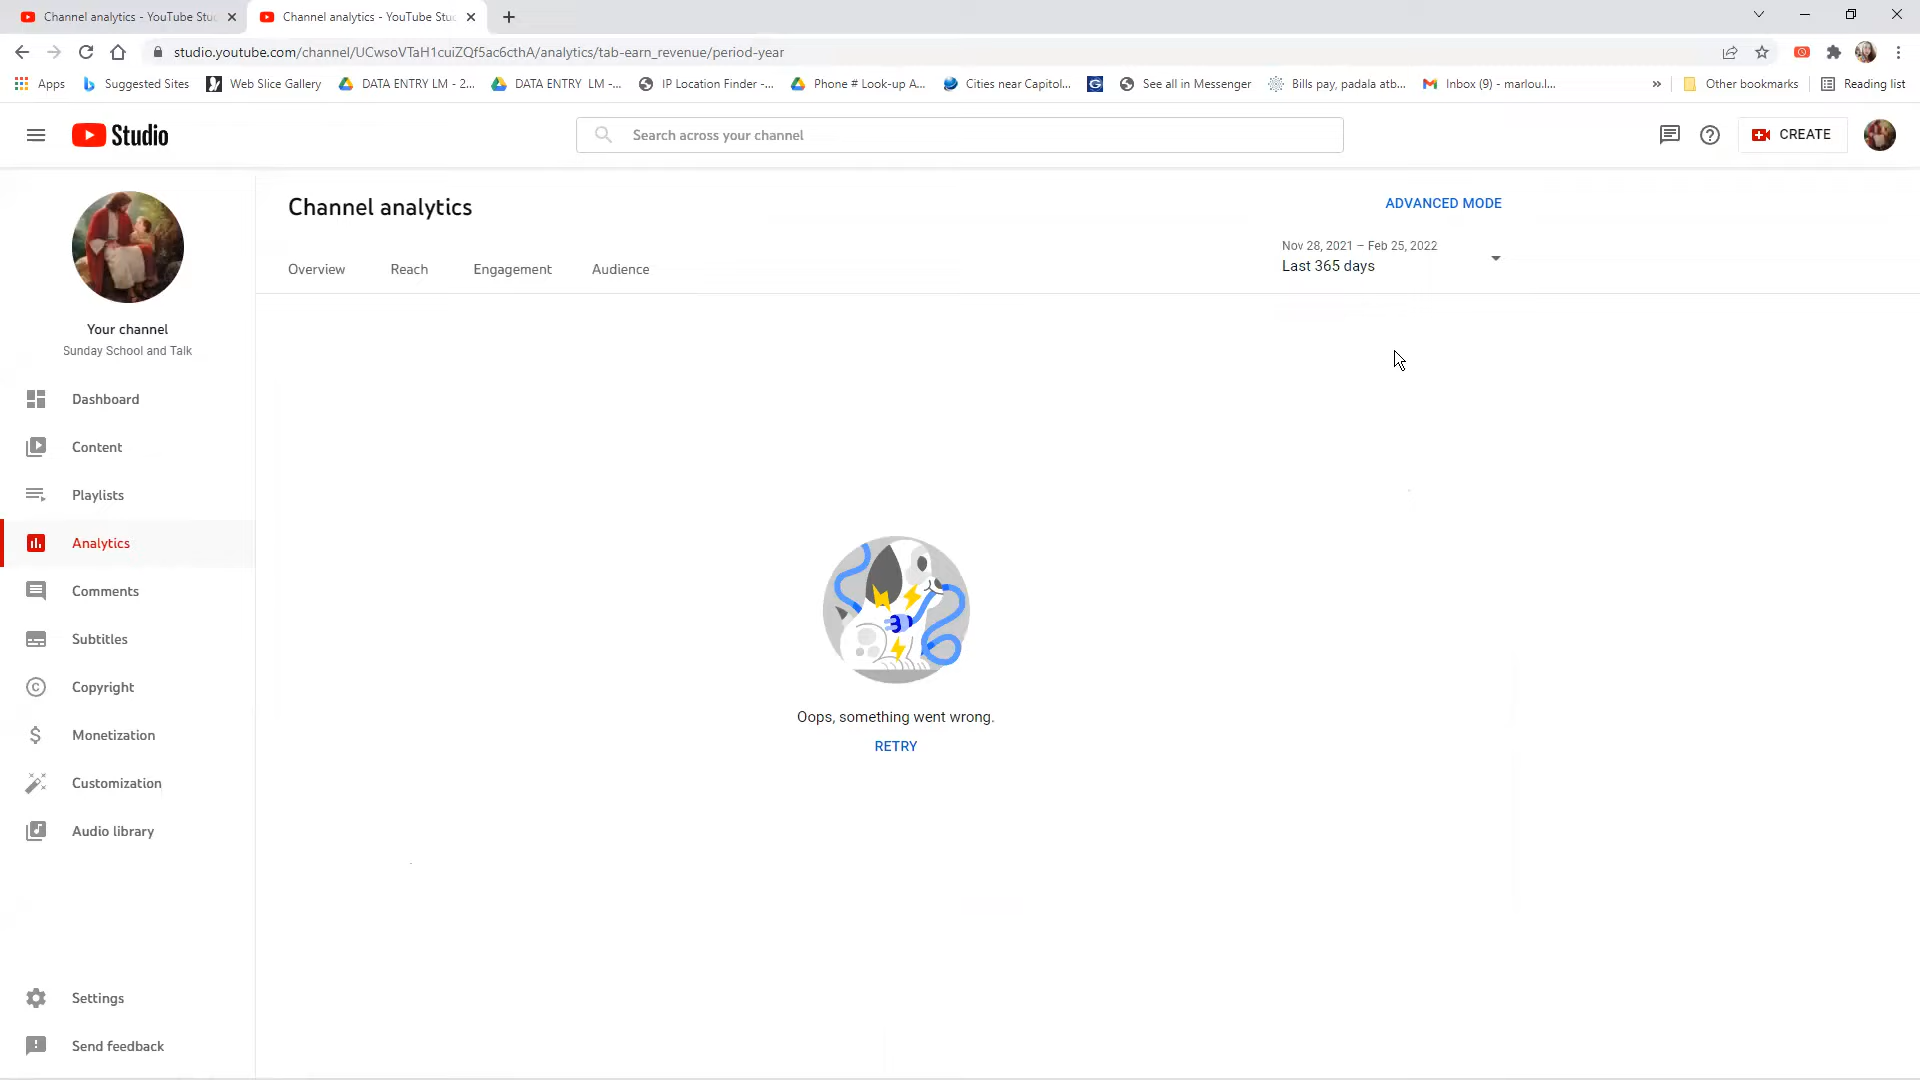 Channel analytics - YouTube Stu
Channel analytics - YouTube Stu
studio.youtube.com/channel/UCwsoVTaH1cuiZQf5ac6cthA/analytics/tab-earn_revenue/period-year
Apps
Suggested Sites
Web Slice Gallery
DATA ENTRY LM - 2...
DATA ENTRY LM -...
IP Location Finder -...
Phone # Look-up A...
Cities near Capitol...
G
See all in Messenger
Bills pay, padala atb...
Inbox (9) - marlou.l...
»
Other bookmarks
Reading list
Studio
Search across your channel
CREATE
Your channel
Sunday School and Talk
Dashboard
Content
Playlists
Analytics
Comments
Subtitles
Copyright
Monetization
Customization
Audio library
Settings
Send feedback
Channel analytics
ADVANCED MODE
Overview
Reach
Engagement
Audience
Nov 28, 2021 – Feb 25, 2022
Last 365 days
Oops, something went wrong.
RETRY